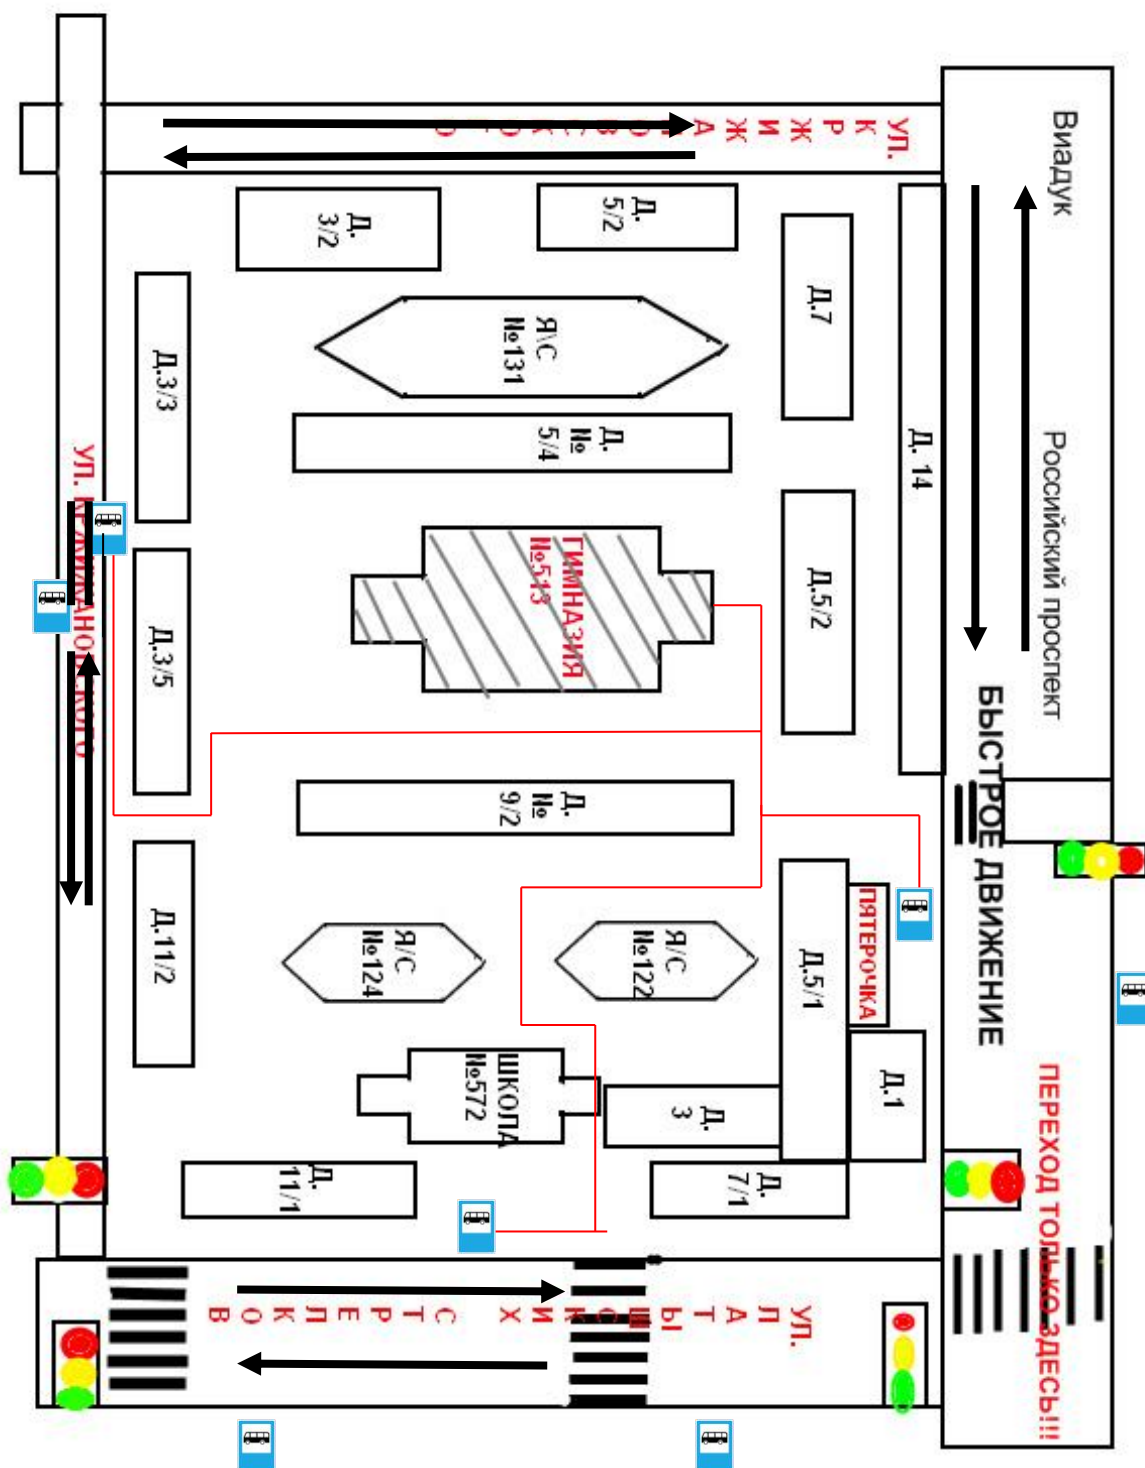 УЛ. КРЖИЖАНОВСКОГО
Виадук
Российский проспект
БЫСТРОЕ ДВИЖЕНИЕ
ПЕРЕХОД ТОЛЬКО ЗДЕСЬ!!!
Д. 14
Д.7
Д.5/2
Д.
5/2
Д.
3/2
Я\С
№131
Д.
№
5/4
ГИМНАЗИЯ
№513
Д.3/3
Д.3/5
Д.11/2
УЛ. КРЖИЖАНОВСКОГО
Д.
№
9/2
Я/С
№122
Я/С
№124
Д.5/1
ПЯТЕРОЧКА
Д.1
Д.
3
ШКОЛА
№572
Д.
7/1
Д.
11/1
УЛ. ЛАТЫШСКИХ СТРЕЛКОВ